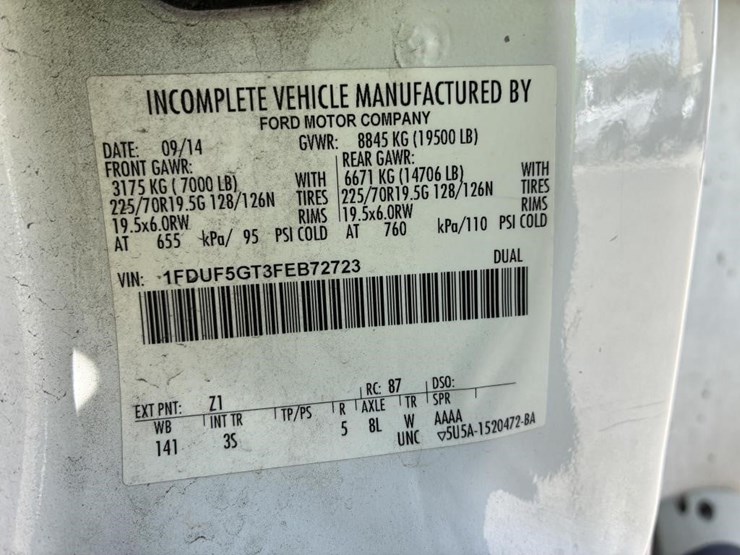 INCOMPLETE VEHICLE MANUFACTURED BY
FORD MOTOR COMPANY
DATE: 09/14 GVWR: 8845 KG (19500 LB)
FRONT GAWR: REAR GAWR:
3175 KG ( 7000 LB) WITH 6671 KG (14706 LB) WITH
225/70R19.5G 128/126N TIRES 225/70R19.5G 128/126N TIRES
19.5x6.0RW RIMS 19.5x6.0RW RIMS
AT 655 kPa/ 95 PSI COLD AT 760 kPa/110 PSI COLD
VIN: 1FDUF5GT3FEB72723 DUAL
EXT PNT: Z1 RC: 87 DSO:
WB INT TR TP/PS R AXLE TR SPR
141 3S 5 8L W AAAA
UNC 5U5A-1520472-BA